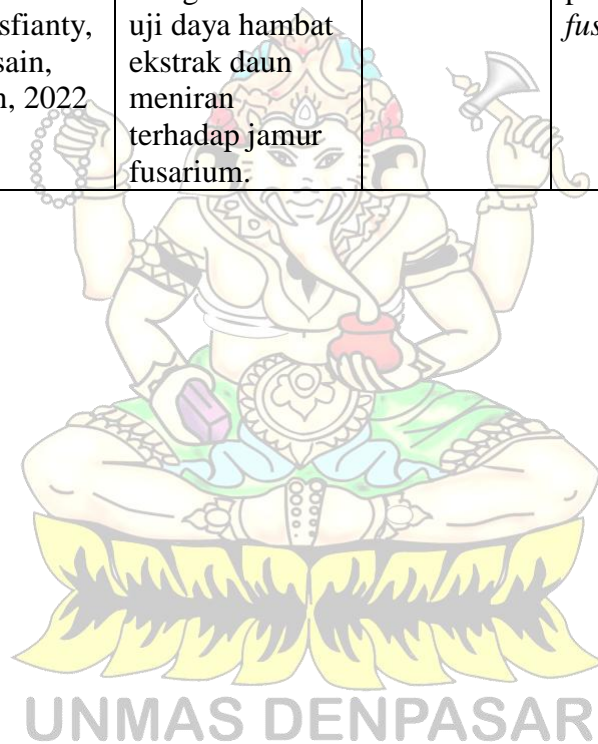 sfianty,
sain,
n, 2022
uji daya hambat
ekstrak daun
meniran
terhadap jamur
fusarium.
p
fus
UNMAS DENPASAR